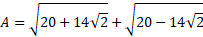 A = √(20 + 14√2) + √(20 − 14√2)